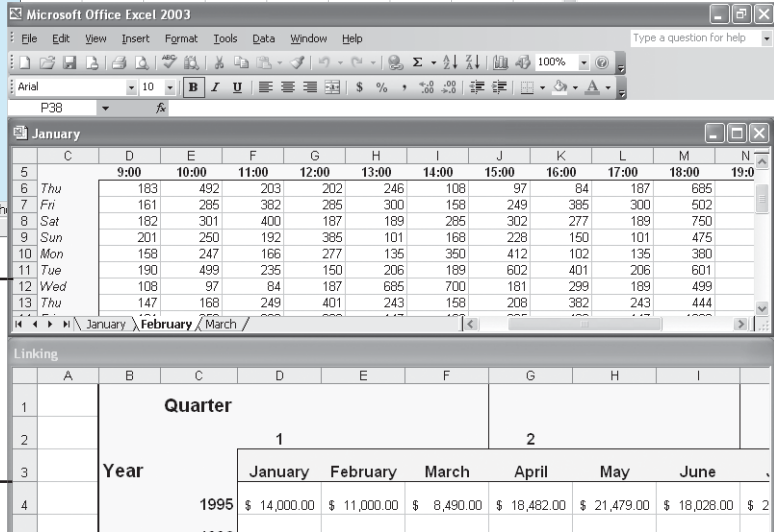 Microsoft Office Excel 2003
File Edit View Insert Format Tools Data Window Help Type a question for help
100%
Arial 10 B I U $ % ,
P38 fx
January
C D E F G H I J K L M N
5 9:00 10:00 11:00 12:00 13:00 14:00 15:00 16:00 17:00 18:00 19:0
6 Thu 183 492 203 202 246 108 97 84 187 685
7 Fri 161 285 382 285 300 158 249 385 300 502
8 Sat 182 301 400 187 189 285 302 277 189 750
9 Sun 201 250 192 385 101 168 228 150 101 475
10 Mon 158 247 166 277 135 350 412 102 135 380
11 Tue 190 499 235 150 206 189 602 401 206 601
12 Wed 108 97 84 187 685 700 181 299 189 499
13 Thu 147 168 249 401 243 158 208 382 243 444
January February March
Linking
A B C D E F G H I
1 Quarter
2 1 2
3 Year January February March April May June
4 1995 $ 14,000.00 $ 11,000.00 $ 8,490.00 $ 18,482.00 $ 21,479.00 $ 18,028.00 $ 2